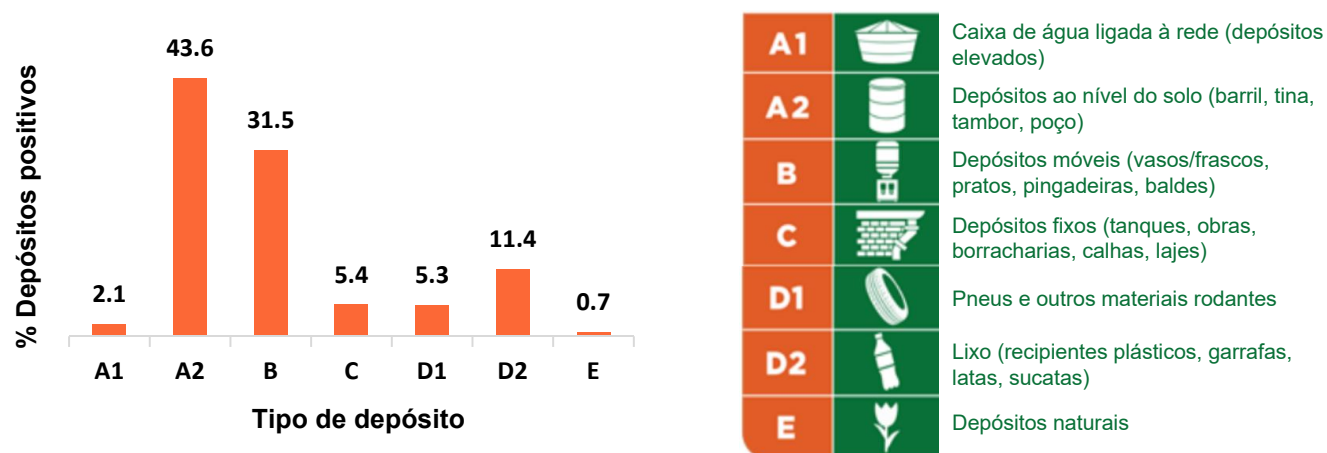 % Depósitos positivos
2.1
43.6
31.5
5.4
5.3
11.4
0.7
A1
A2
B
C
D1
D2
E
Tipo de depósito
A1
Caixa de água ligada à rede (depósitos
elevados)
A2
Depósitos ao nível do solo (barril, tina,
tambor, poço)
B
Depósitos móveis (vasos/frascos,
pratos, pingadeiras, baldes)
C
Depósitos fixos (tanques, obras,
borracharias, calhas, lajes)
D1
Pneus e outros materiais rodantes
D2
Lixo (recipientes plásticos, garrafas,
latas, sucatas)
E
Depósitos naturais